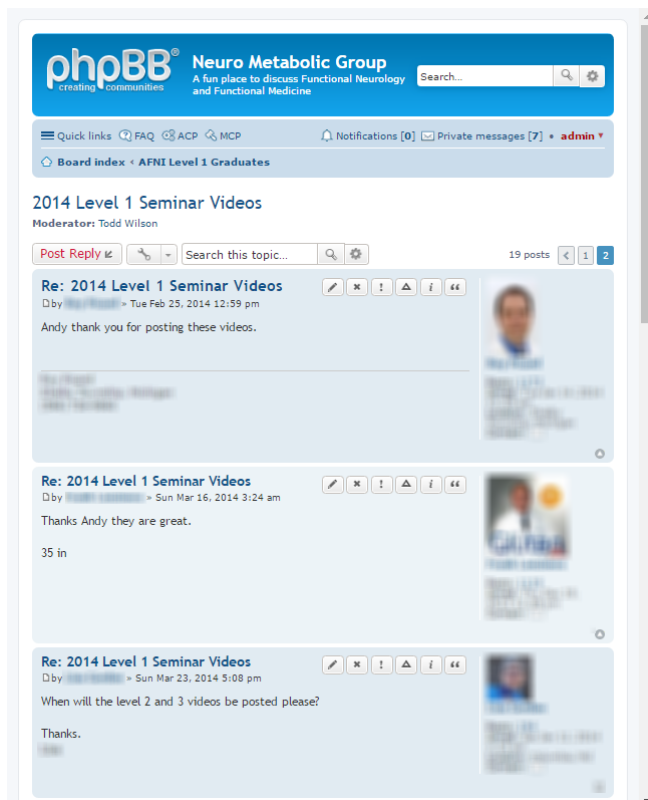 phpBB®
creating communities
Neuro Metabolic Group
A fun place to discuss Functional Neurology
and Functional Medicine
Search...
Quick links FAQ ACP MCP Notifications [0] Private messages [7] • admin
Board index ‹ AFNI Level 1 Graduates
2014 Level 1 Seminar Videos
Moderator: Todd Wilson
Post Reply Search this topic... 19 posts 1 2
Re: 2014 Level 1 Seminar Videos
by » Tue Feb 25, 2014 12:59 pm
Andy thank you for posting these videos.
Re: 2014 Level 1 Seminar Videos
by » Sun Mar 16, 2014 3:24 am
Thanks Andy they are great.
35 in
Re: 2014 Level 1 Seminar Videos
by » Sun Mar 23, 2014 5:08 pm
When will the level 2 and 3 videos be posted please?
Thanks.